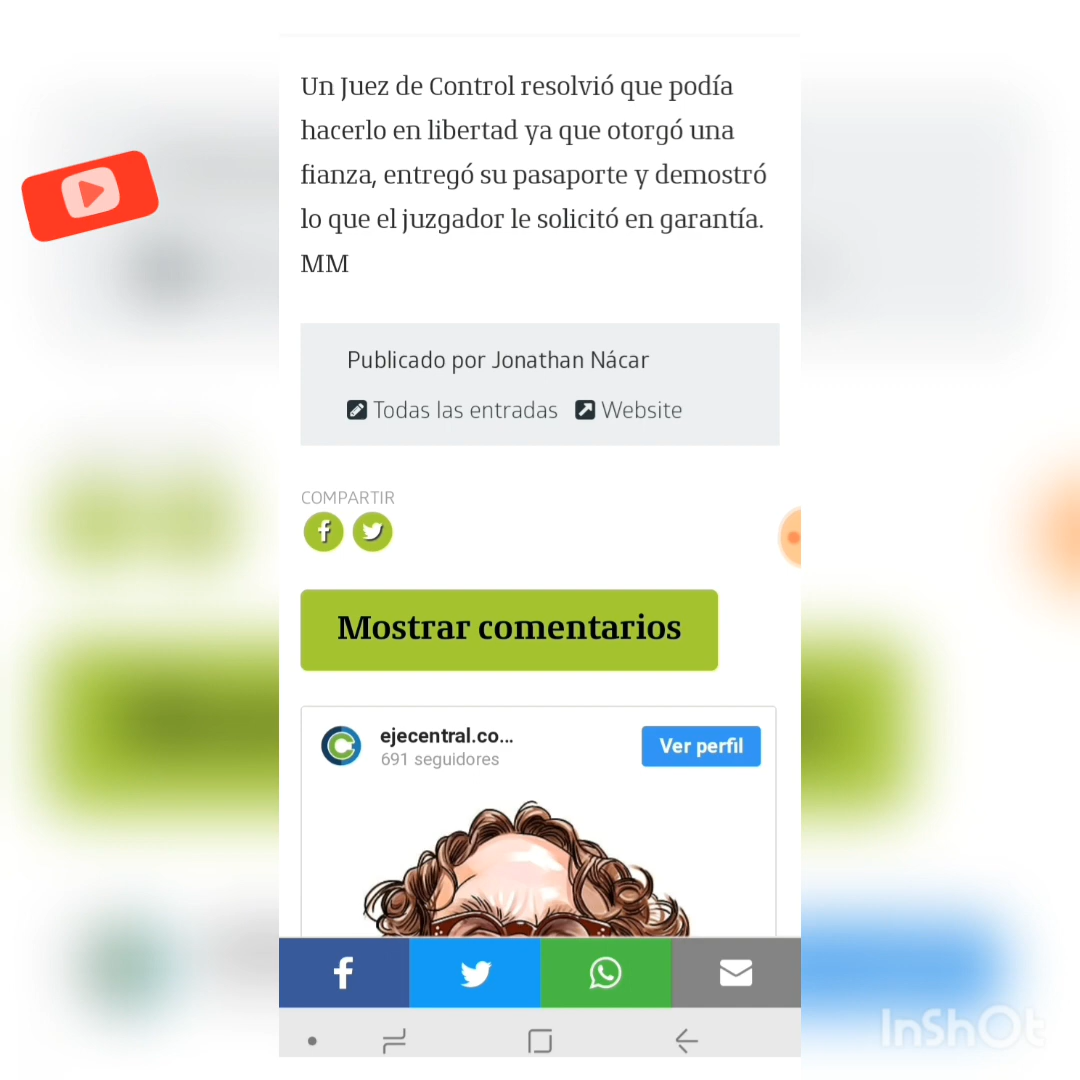 Un Juez de Control resolvió que podía
hacerlo en libertad ya que otorgó una
fianza, entregó su pasaporte y demostró
lo que el juzgador le solicitó en garantía.
MM
Publicado por Jonathan Nácar
Todas las entradas Website
COMPARTIR
Mostrar comentarios
ejecentral.co... Ver perfil
691 seguidores
InShOt